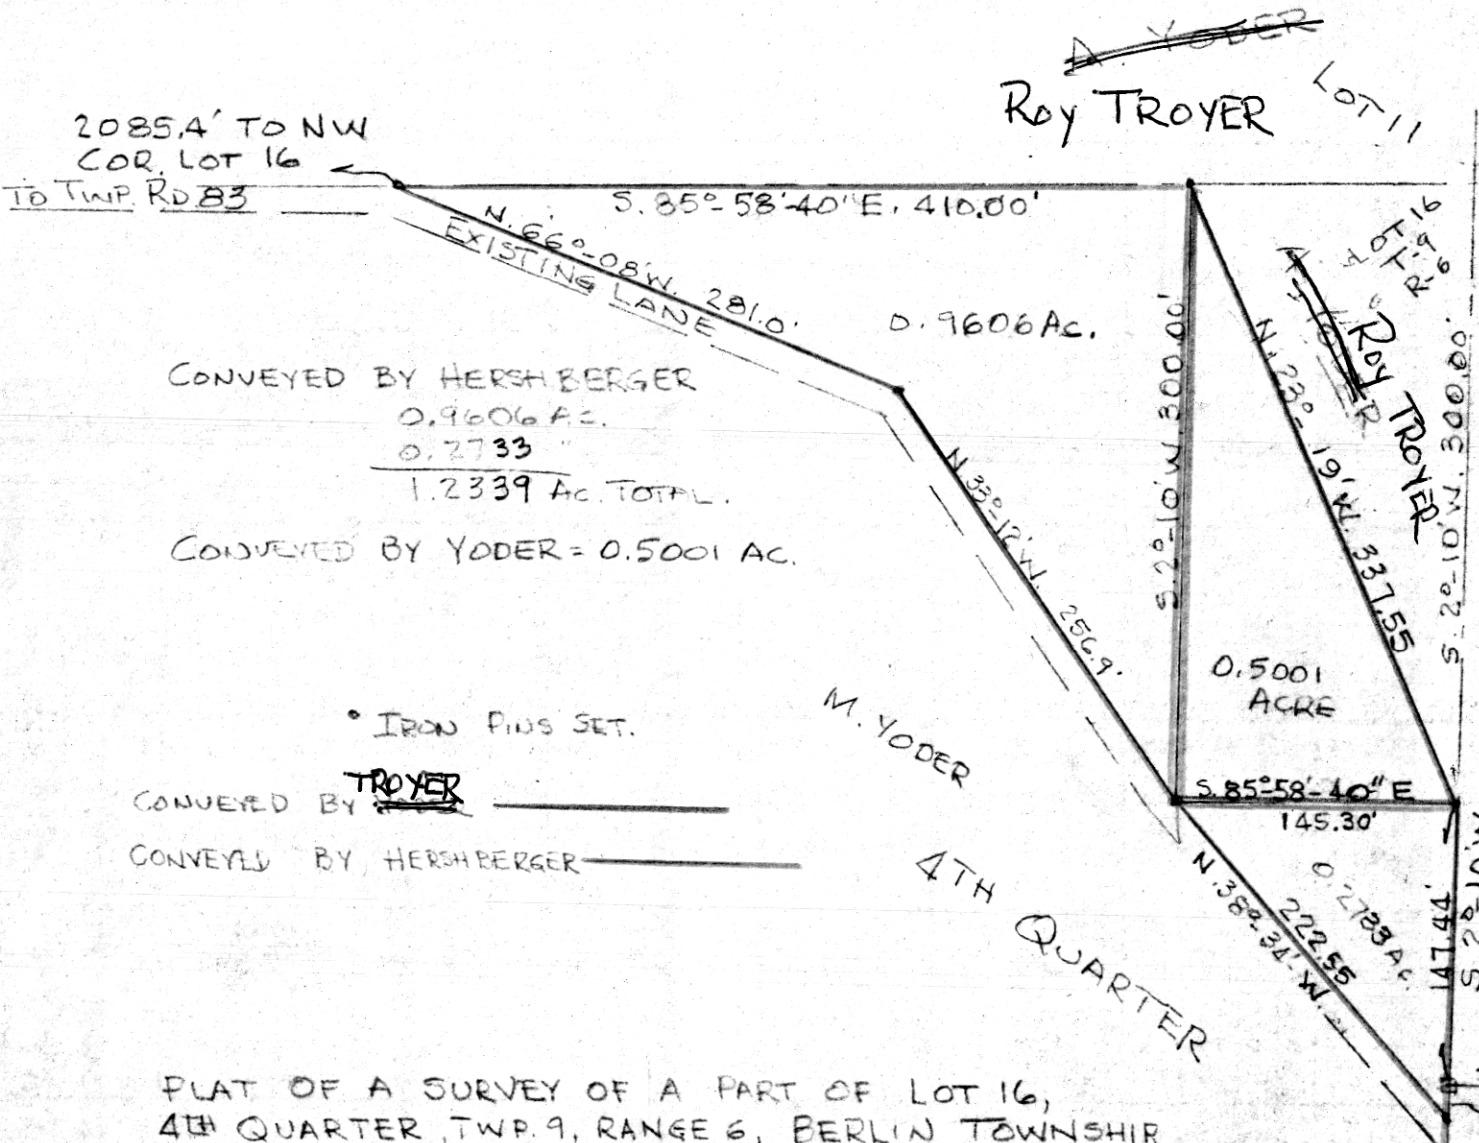 A. YODER
ROY TROYER
LOT 11
2085.4' TO NW
COR. LOT 16
TO TWP. RD. 83
S. 85°-58'-40"E. 410.00'
N. 66°-08'W. 281.0'
EXISTING LANE
0.9606 AC.
LOT 16
T-9
R-6
ROY TROYER
S. 2°-10'W. 300.00'
N. 23°-19'W. 337.55
S. 2°-10'W. 300.00'
CONVEYED BY HERSHBERGER
0.9606 AC.
0.2733 "
1.2339 AC. TOTAL.
CONVEYED BY YODER = 0.5001 AC.
N. 33°-12'W. 256.9'
0.5001
ACRE
M. YODER
• IRON PINS SET.
CONVEYED BY TROYER
CONVEYED BY HERSHBERGER
S. 85°-58'-40" E
145.30'
4TH QUARTER
N. 38°-34'-W.
222.55
0.2733 AC.
147.44'
S. 2°-10'W
PLAT OF A SURVEY OF A PART OF LOT 16,
4TH QUARTER, TWP. 9, RANGE 6, BERLIN TOWNSHIP